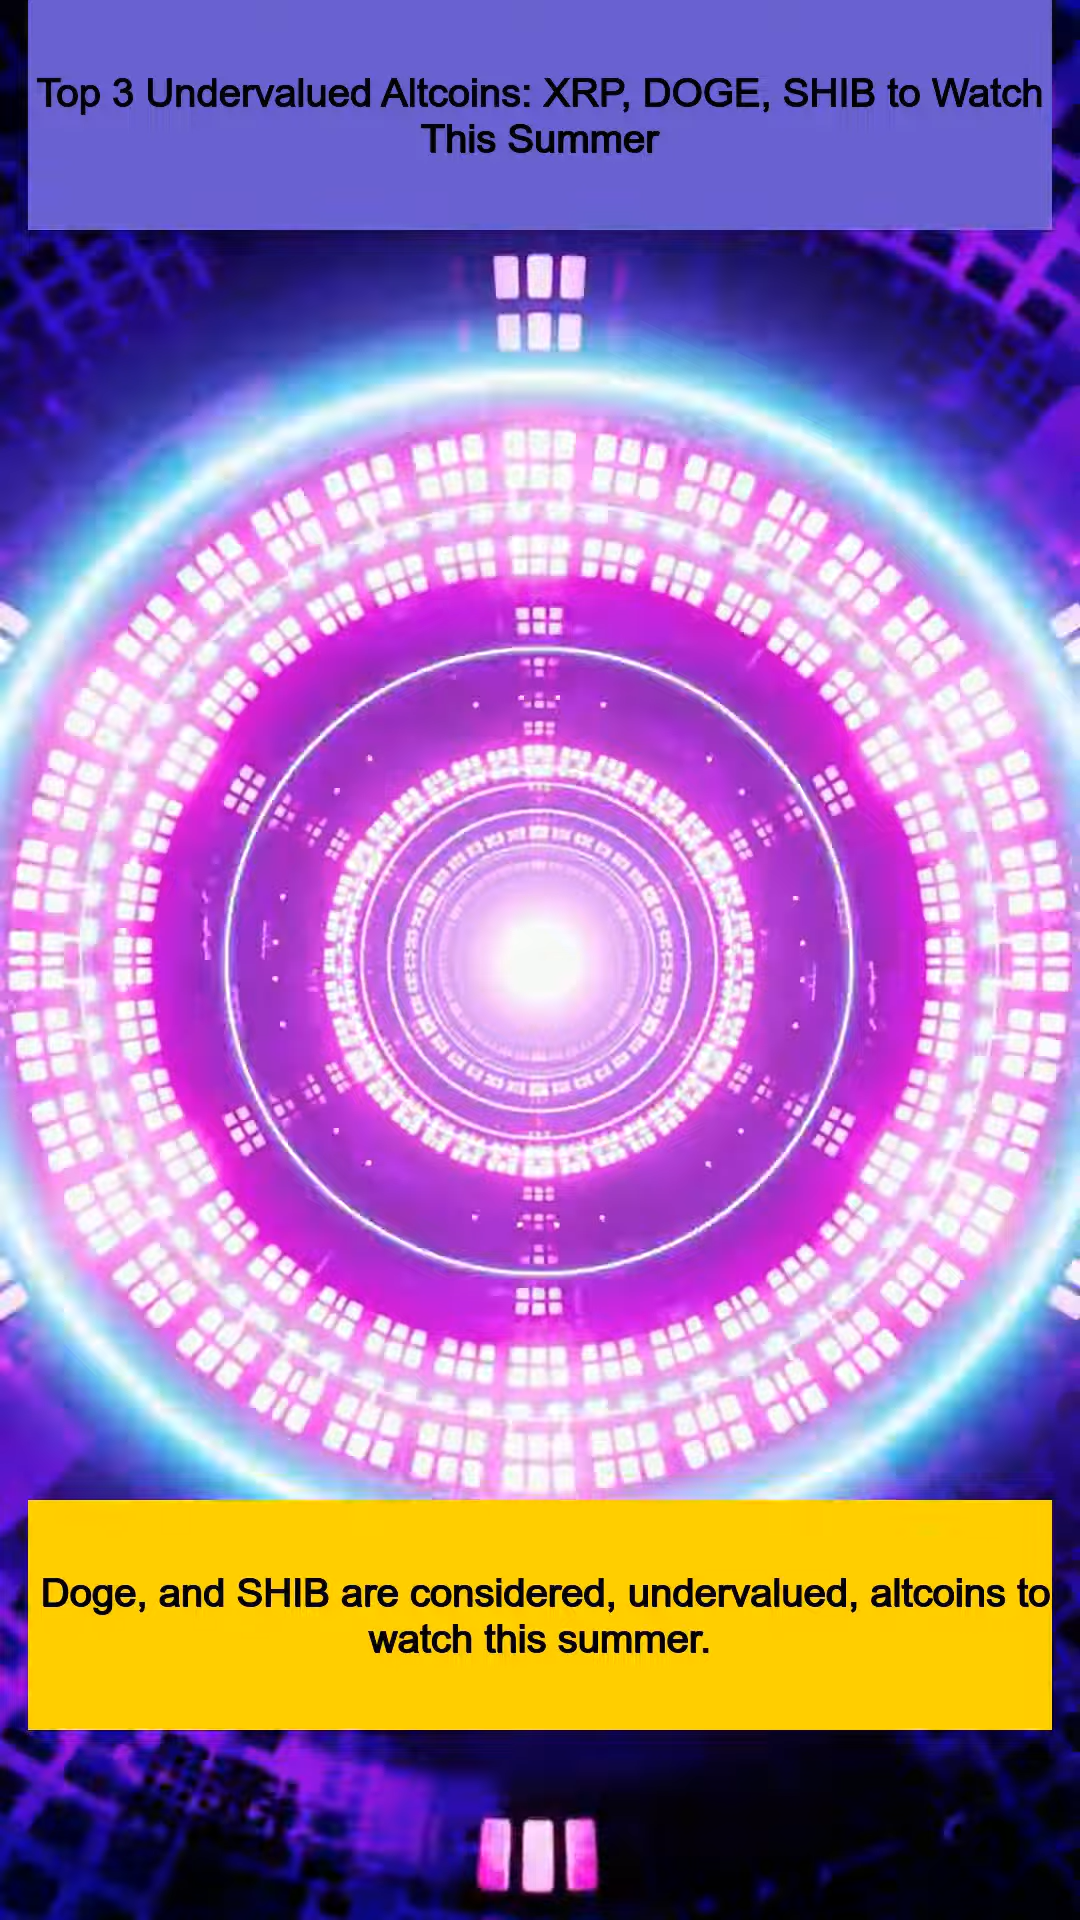 Top 3 Undervalued Altcoins: XRP, DOGE, SHIB to Watch
This Summer
Doge, and SHIB are considered, undervalued, altcoins to
watch this summer.